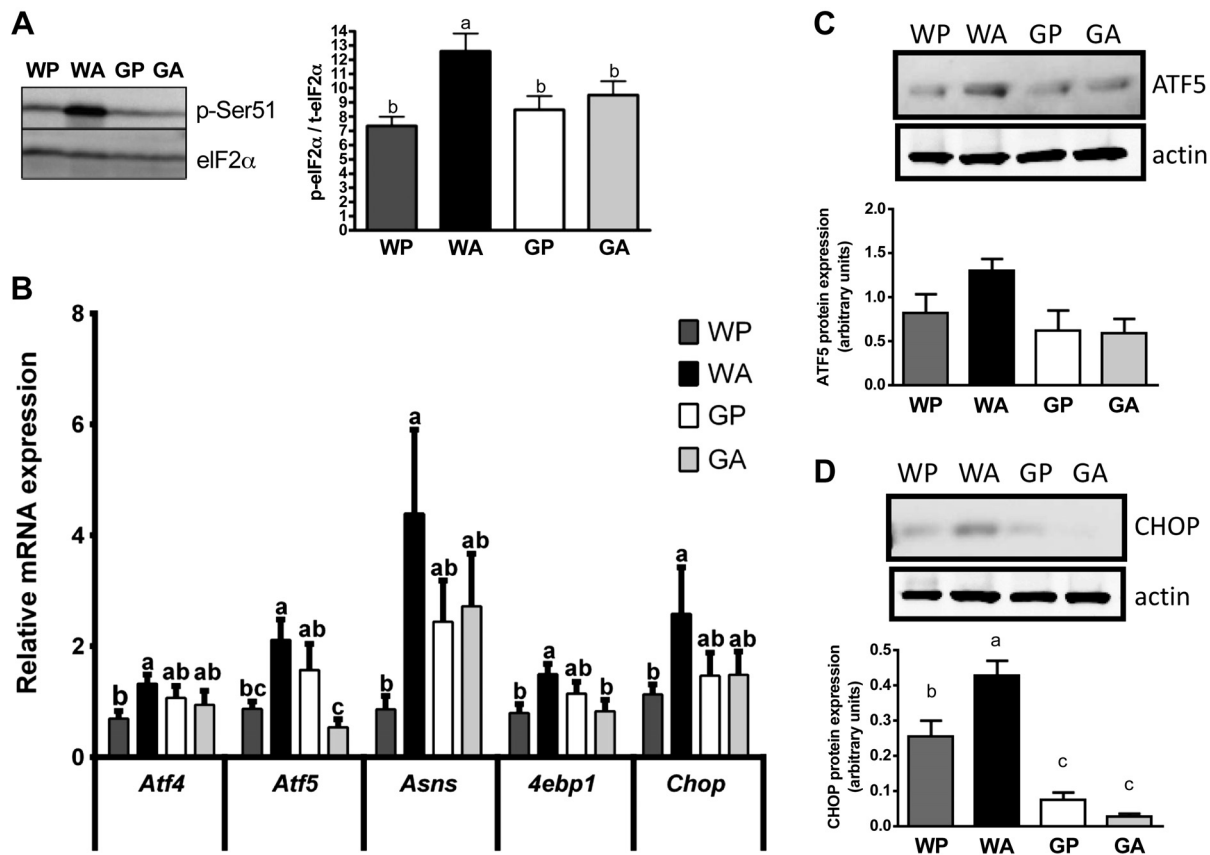 A
WP WA GP GA
p-Ser51
eIF2α
p-eIF2α / t-eIF2α
14
13
12
11
10
9
8
7
6
5
4
3
2
1
0
b
a
b
b
WP WA GP GA
B
Relative mRNA expression
8
6
4
2
0
WP
WA
GP
GA
b a ab ab
bc a ab c
b a ab ab
b a ab b
b a ab ab
Atf4 Atf5 Asns 4ebp1 Chop
C
WP WA GP GA
ATF5
actin
ATF5 protein expression
(arbitrary units)
2.0
1.5
1.0
0.5
0.0
WP WA GP GA
D
WP WA GP GA
CHOP
actin
CHOP protein expression
(arbitrary units)
0.5
0.4
0.3
0.2
0.1
0.0
b
a
c
c
WP WA GP GA